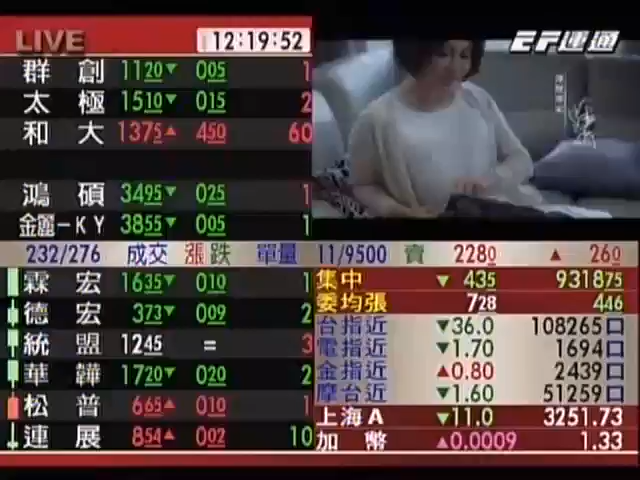 LIVE 12:19:52
EF運通
群創 1120▼ 005 1
太極 1510▼ 015 2
和大 1375▲ 450 60
鴻碩 3495▼ 025 1
金麗-KY 3855▼ 005 1
232/276 成交 漲跌 單量
霖宏 1635▼ 010 1
德宏 373▼ 009 2
統盟 1245 = 3
華韡 1720▼ 020 2
松普 665▲ 010 1
連展 854▲ 002 10
11/9500 賣 2280 ▲ 260
集中 ▼ 435 931875
委均張 728 446
台指近 ▼36.0 108265口
電指近 ▼1.70 1694口
金指近 ▲0.80 2439口
摩台近 ▼1.60 51259口
上海A ▼11.0 3251.73
加幣 ▲0.0009 1.33